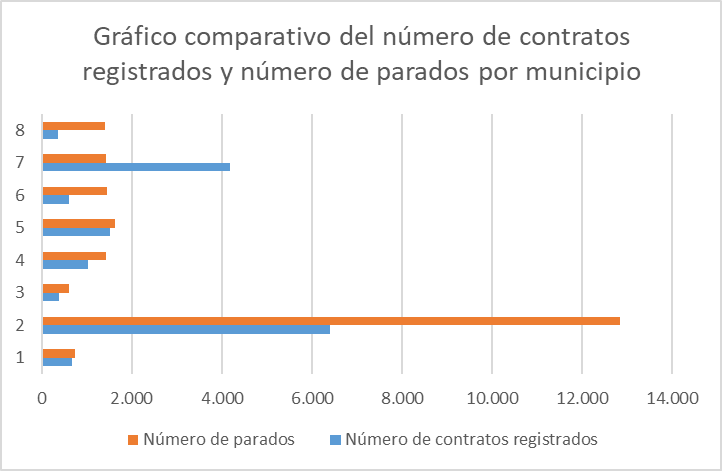 Gráfico comparativo del número de contratos
registrados y número de parados por municipio
8
7
6
5
4
3
2
1
0 2.000 4.000 6.000 8.000 10.000 12.000 14.000
Número de parados Número de contratos registrados